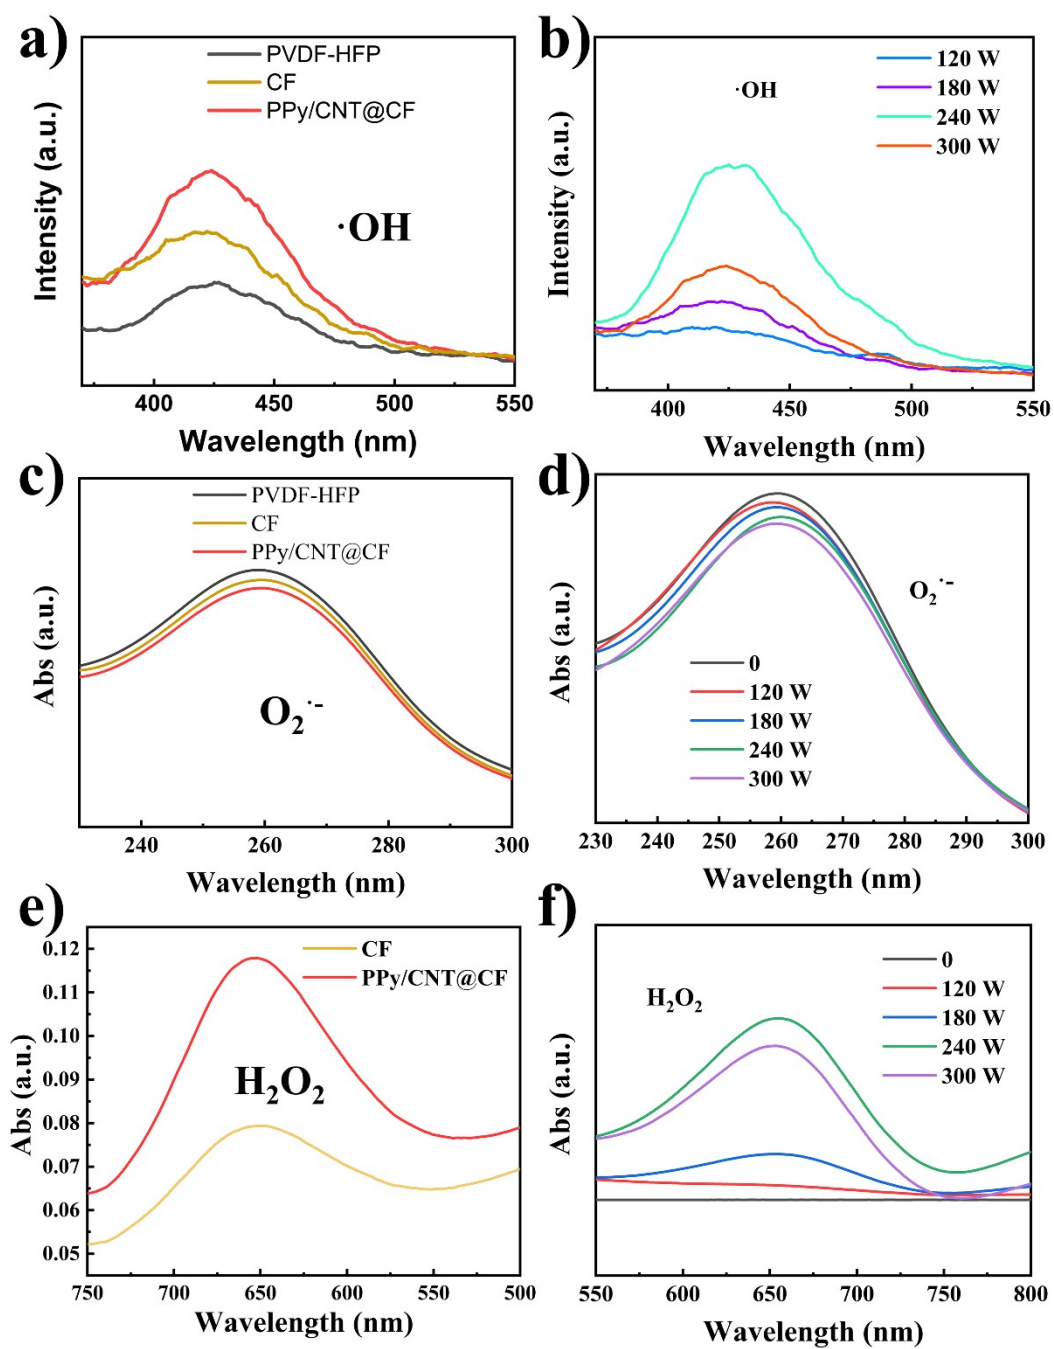 a)
PVDF-HFP
CF
PPy/CNT@CF
·OH
Intensity (a.u.)
400 450 500 550
Wavelength (nm)
b)
120 W
180 W
240 W
300 W
·OH
Intensity (a.u.)
400 450 500 550
Wavelength (nm)
c)
PVDF-HFP
CF
PPy/CNT@CF
O₂·⁻
Abs (a.u.)
240 260 280 300
Wavelength (nm)
d)
O₂·⁻
0
120 W
180 W
240 W
300 W
Abs (a.u.)
230 240 250 260 270 280 290 300
Wavelength (nm)
e)
CF
PPy/CNT@CF
H₂O₂
Abs (a.u.)
0.12
0.11
0.10
0.09
0.08
0.07
0.06
0.05
750 700 650 600 550 500
Wavelength (nm)
f)
0
120 W
180 W
240 W
300 W
H₂O₂
Abs (a.u.)
550 600 650 700 750 800
Wavelength (nm)